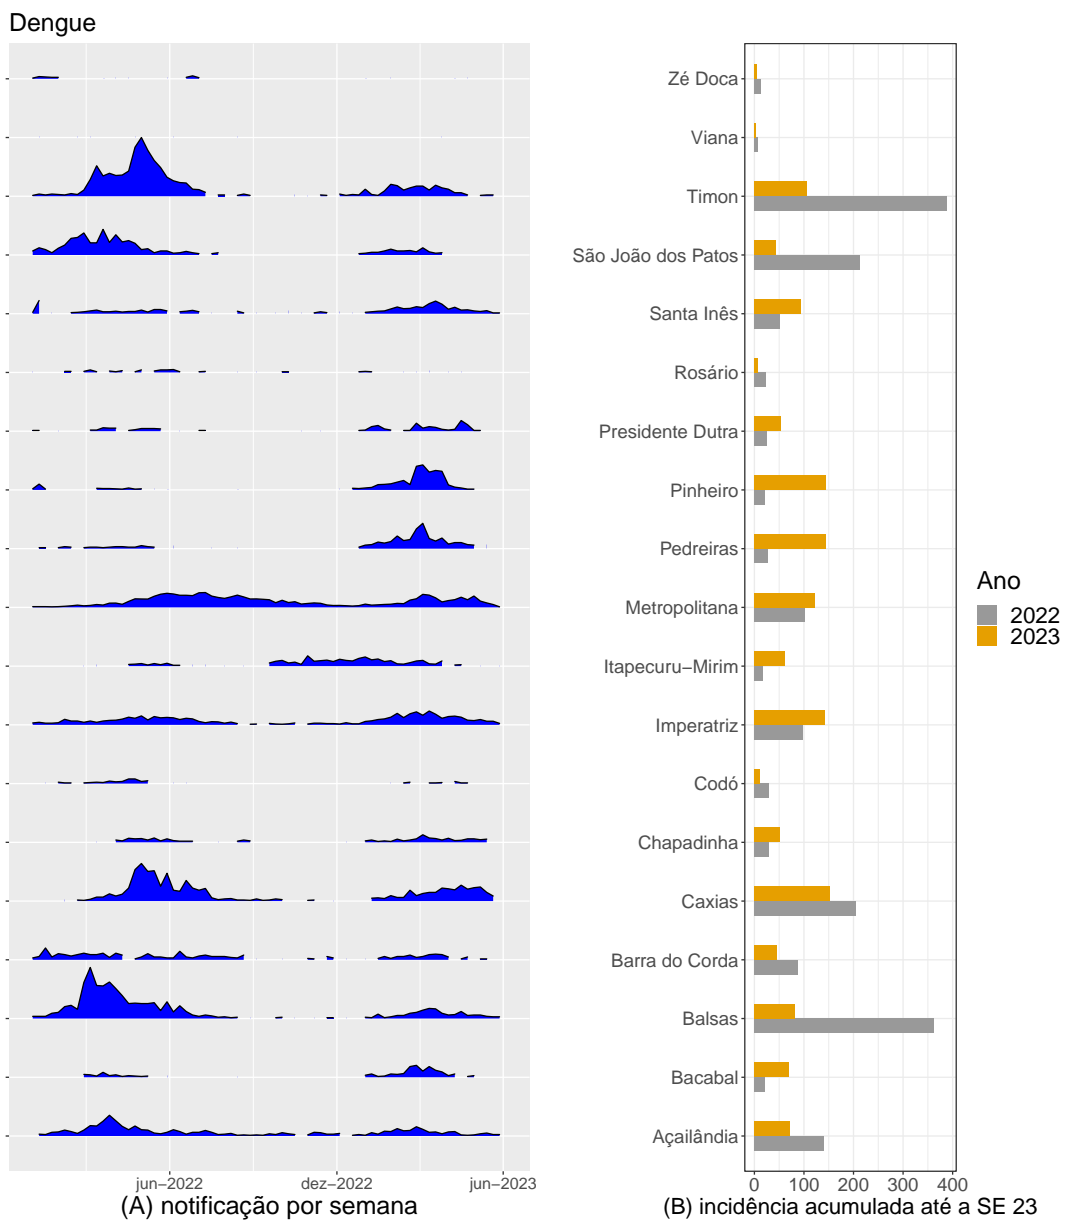 Dengue
Zé Doca
Viana
Timon
São João dos Patos
Santa Inês
Rosário
Presidente Dutra
Pinheiro
Pedreiras
Metropolitana
Itapecuru−Mirim
Imperatriz
Codó
Chapadinha
Caxias
Barra do Corda
Balsas
Bacabal
Açailândia
Ano
2022
2023
jun−2022 dez−2022 jun−2023
0 100 200 300 400
(A) notificação por semana
(B) incidência acumulada até a SE 23